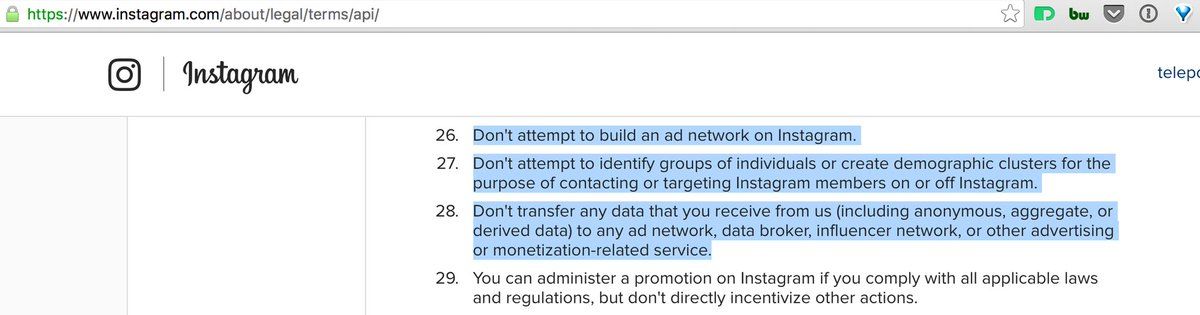 https://www.instagram.com/about/legal/terms/api/
bw
Instagram
telepo
26. Don't attempt to build an ad network on Instagram.
27. Don't attempt to identify groups of individuals or create demographic clusters for the
purpose of contacting or targeting Instagram members on or off Instagram.
28. Don't transfer any data that you receive from us (including anonymous, aggregate, or
derived data) to any ad network, data broker, influencer network, or other advertising
or monetization-related service.
29. You can administer a promotion on Instagram if you comply with all applicable laws
and regulations, but don't directly incentivize other actions.